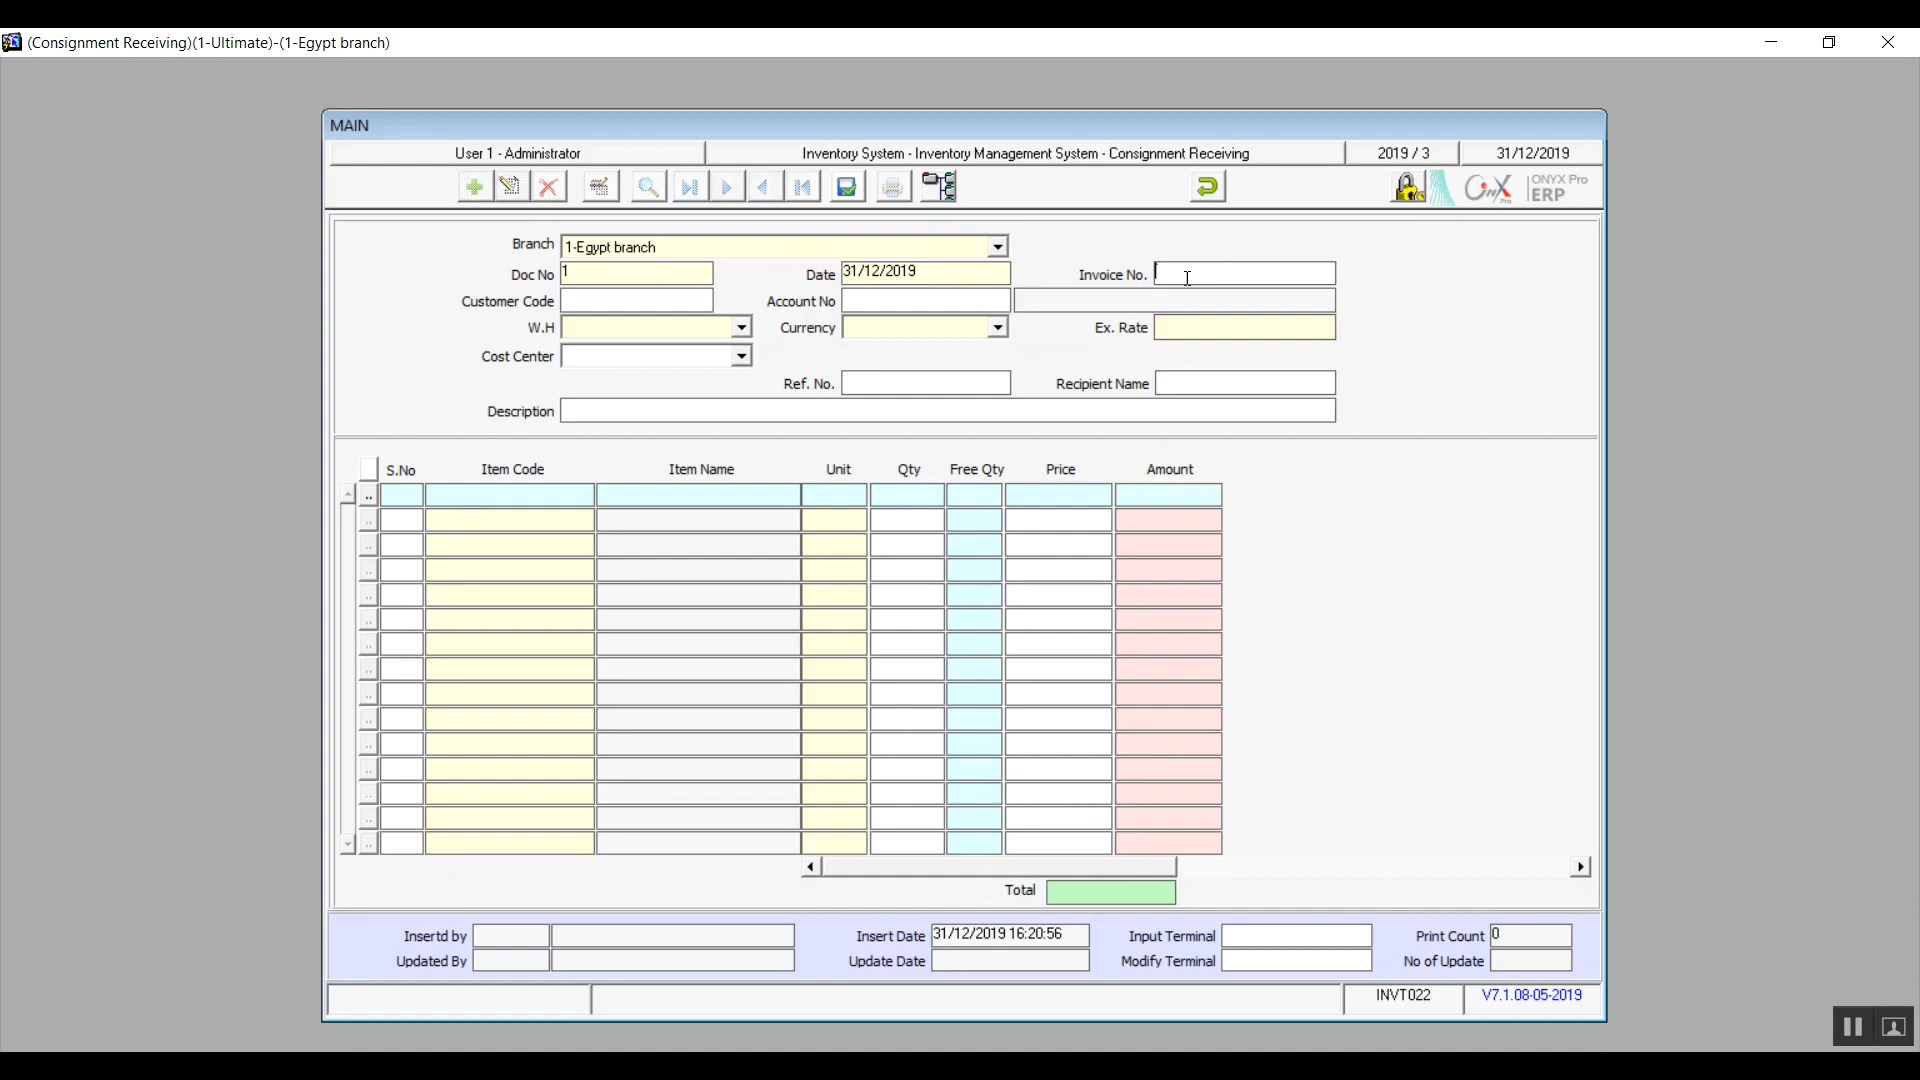 (Consignment Receiving)(1-Ultimate)-(1-Egypt branch)
MAIN
User 1 - Administrator Inventory System - Inventory Management System - Consignment Receiving 2019 / 3 31/12/2019
Onyx Pro ONYX Pro
ERP
Branch 1-Egypt branch
Doc No 1 Date 31/12/2019 Invoice No.
Customer Code Account No
W.H Currency Ex. Rate
Cost Center
Ref. No. Recipient Name
Description
S.No Item Code Item Name Unit Qty Free Qty Price Amount
Total
Insertd by Insert Date 31/12/2019 16:20:56 Input Terminal Print Count 0
Updated By Update Date Modify Terminal No of Update
INVT022 V7.1.08-05-2019